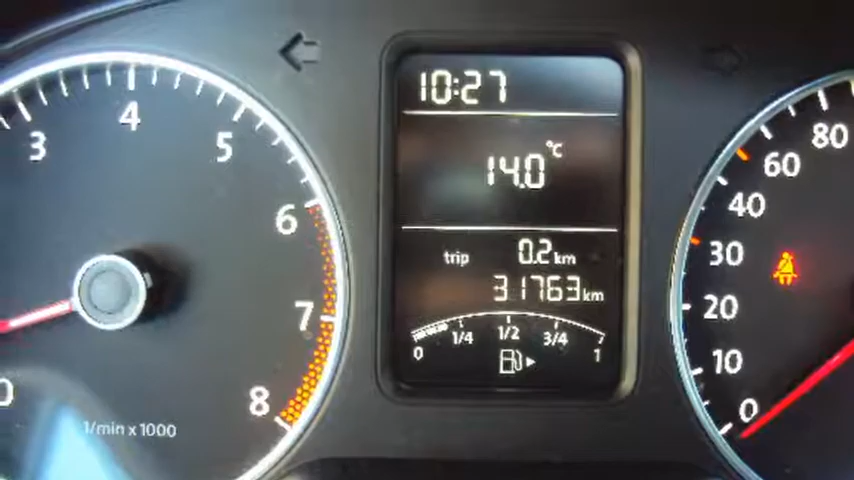 10:27
14.0 °C
trip 0.2 km
31763 km
0 1/4 1/2 3/4 1
3 4 5 6 7 8
1/min x 1000
0 10 20 30 40 60 80